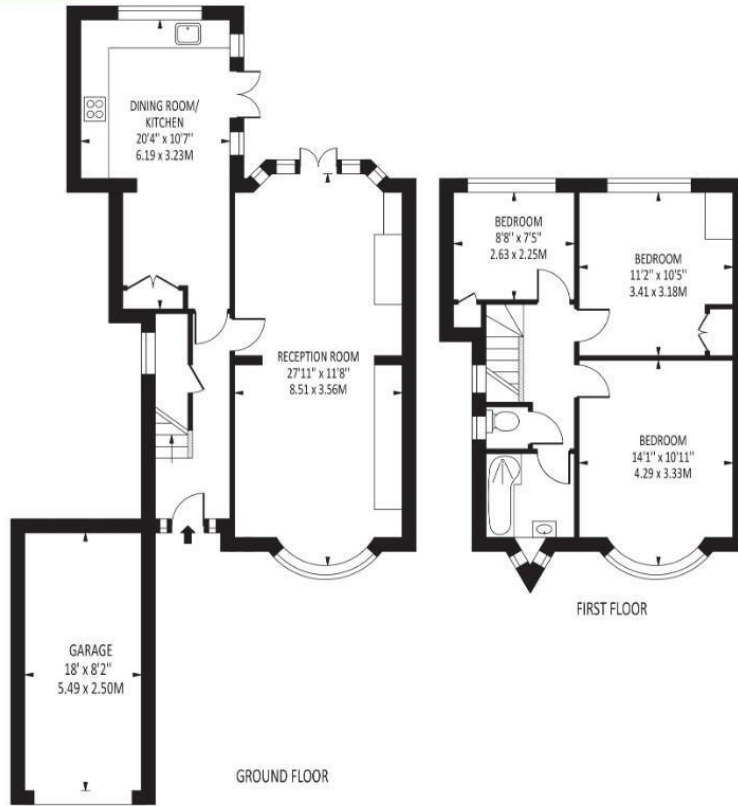 DINING ROOM/
KITCHEN
20'4" x 10'7"
6.19 x 3.23M
RECEPTION ROOM
27'11" x 11'8"
8.51 x 3.56M
GARAGE
18' x 8'2"
5.49 x 2.50M
GROUND FLOOR
BEDROOM
8'8" x 7'5"
2.63 x 2.25M
BEDROOM
11'2" x 10'5"
3.41 x 3.18M
BEDROOM
14'1" x 10'11"
4.29 x 3.33M
FIRST FLOOR